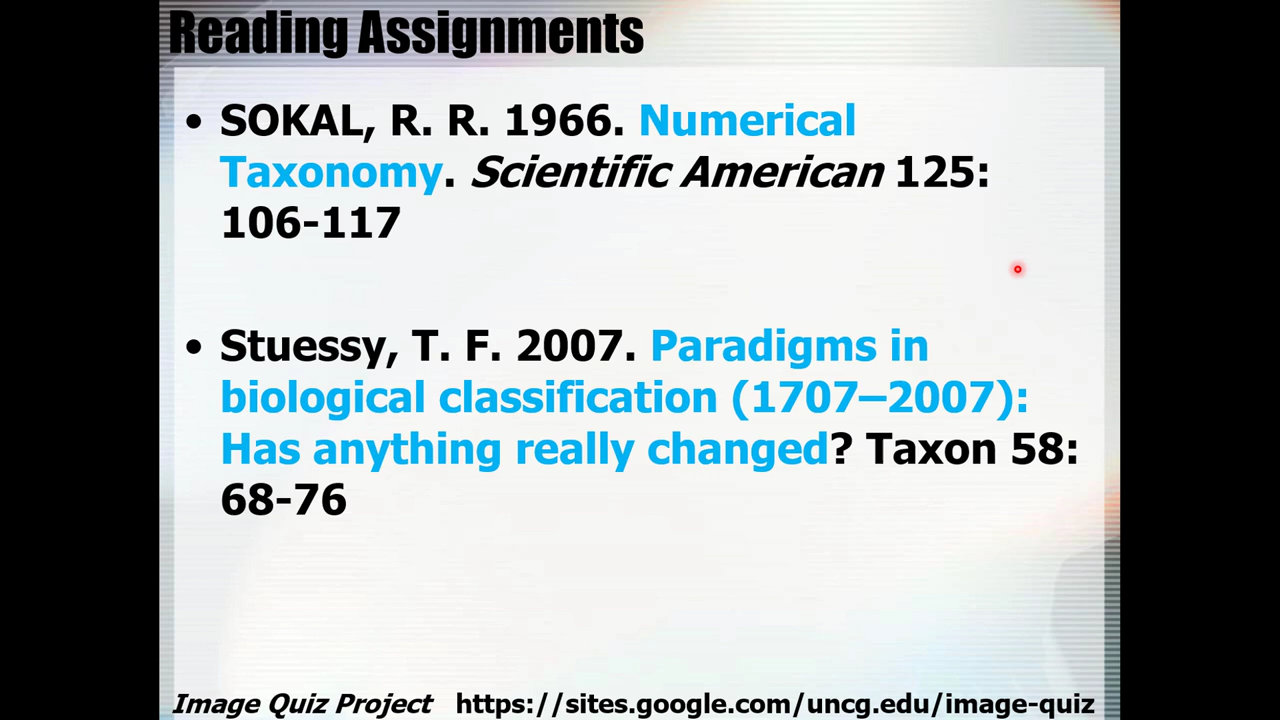 Reading Assignments
• SOKAL, R. R. 1966. Numerical
Taxonomy. Scientific American 125:
106-117
• Stuessy, T. F. 2007. Paradigms in
biological classification (1707–2007):
Has anything really changed? Taxon 58:
68-76
Image Quiz Project https://sites.google.com/uncg.edu/image-quiz